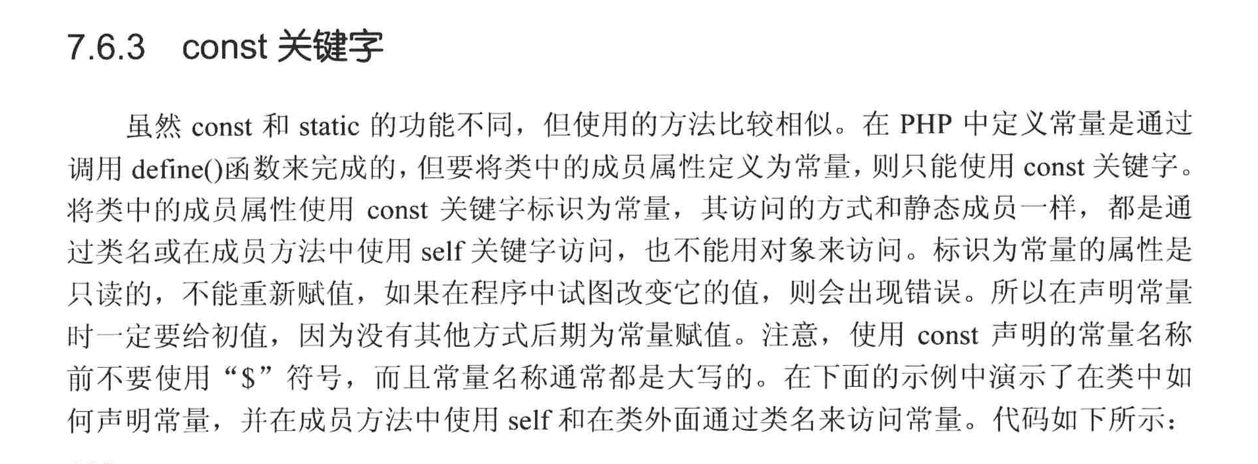 7.6.3 const 关键字
虽然 const 和 static 的功能不同，但使用的方法比较相似。在 PHP 中定义常量是通过
调用 define()函数来完成的，但要将类中的成员属性定义为常量，则只能使用 const 关键字。
将类中的成员属性使用 const 关键字标识为常量，其访问的方式和静态成员一样，都是通
过类名或在成员方法中使用 self 关键字访问，也不能用对象来访问。标识为常量的属性是
只读的，不能重新赋值，如果在程序中试图改变它的值，则会出现错误。所以在声明常量
时一定要给初值，因为没有其他方式后期为常量赋值。注意，使用 const 声明的常量名称
前不要使用“$”符号，而且常量名称通常都是大写的。在下面的示例中演示了在类中如
何声明常量，并在成员方法中使用 self 和在类外面通过类名来访问常量。代码如下所示：